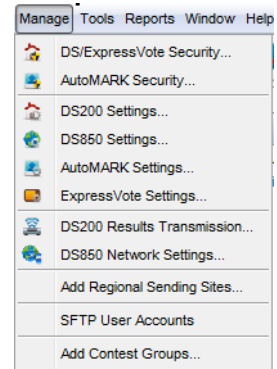 Manage Tools Reports Window Help
DS/ExpressVote Security...
AutoMARK Security...
DS200 Settings...
DS850 Settings...
AutoMARK Settings...
ExpressVote Settings...
DS200 Results Transmission...
DS850 Network Settings...
Add Regional Sending Sites...
SFTP User Accounts
Add Contest Groups...